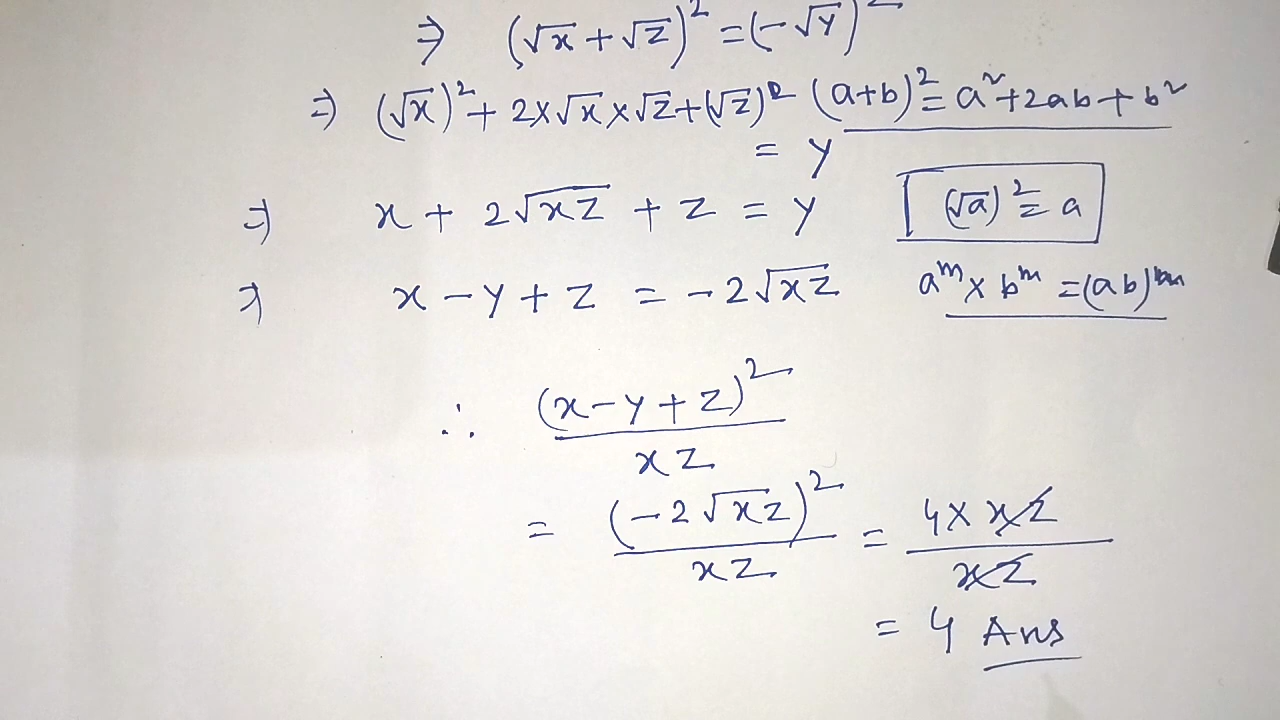 ⇒ (√x + √z)² = (-√y)²
⇒ (√x)² + 2×√x×√z+(√z)² (a+b)² = a²+2ab+b²
= y
⇒ x + 2√xz + z = y (√a)² = a
⇒ x - y + z = -2√xz aᵐ × bᵐ = (ab)ᵐ
∴ (x-y+z)²/xz
= (-2√xz)²/xz = 4×xz/xz
= 4 Ans